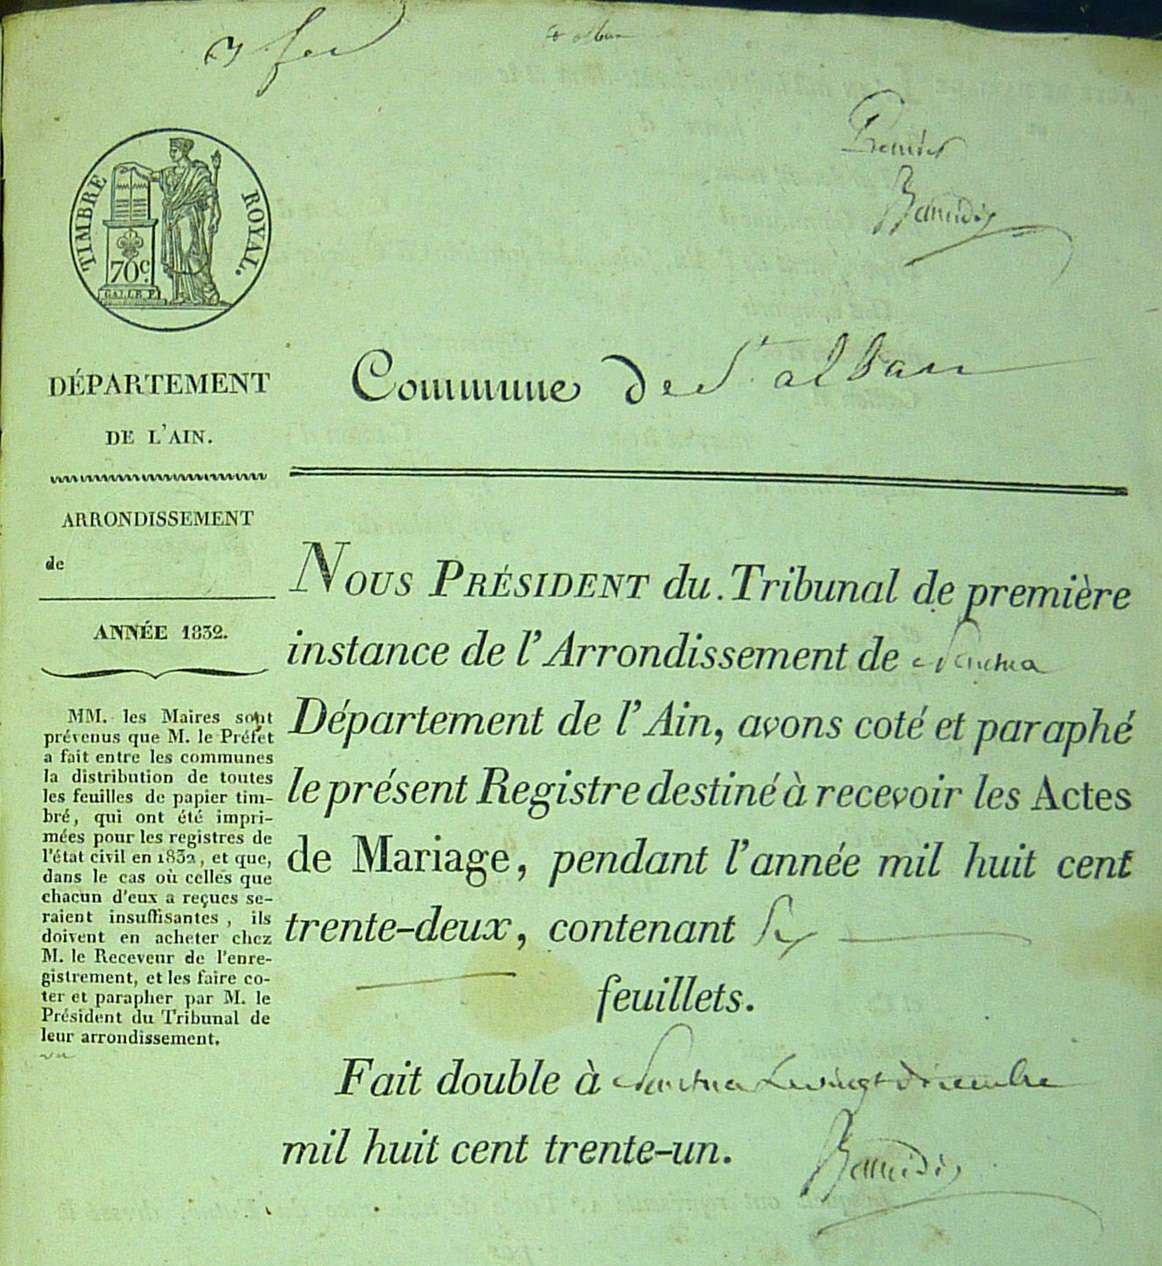 St alban
Premier
TIMBRE ROYAL.
70c.
GALLE F.
DÉPARTEMENT
DE L'AIN.
Commune de St alban
ARRONDISSEMENT
de
ANNÉE 1832.
MM. les Maires sont
prévenus que M. le Préfet
a fait entre les communes
la distribution de toutes
les feuilles de papier tim-
bré, qui ont été impri-
mées pour les registres de
l'état civil en 1832, et que,
dans le cas où celles que
chacun d'eux a reçues se-
raient insuffisantes, ils
doivent en acheter chez
M. le Receveur de l'enre-
gistrement, et les faire co-
ter et parapher par M. le
Président du Tribunal de
leur arrondissement.
NOUS PRÉSIDENT du Tribunal de première
instance de l'Arrondissement de Nantua
Département de l'Ain, avons coté et paraphé
le présent Registre destiné à recevoir les Actes
de Mariage, pendant l'année mil huit cent
trente-deux, contenant
feuillets.
Fait double à Nantua Le vingt decembre
mil huit cent trente-un.